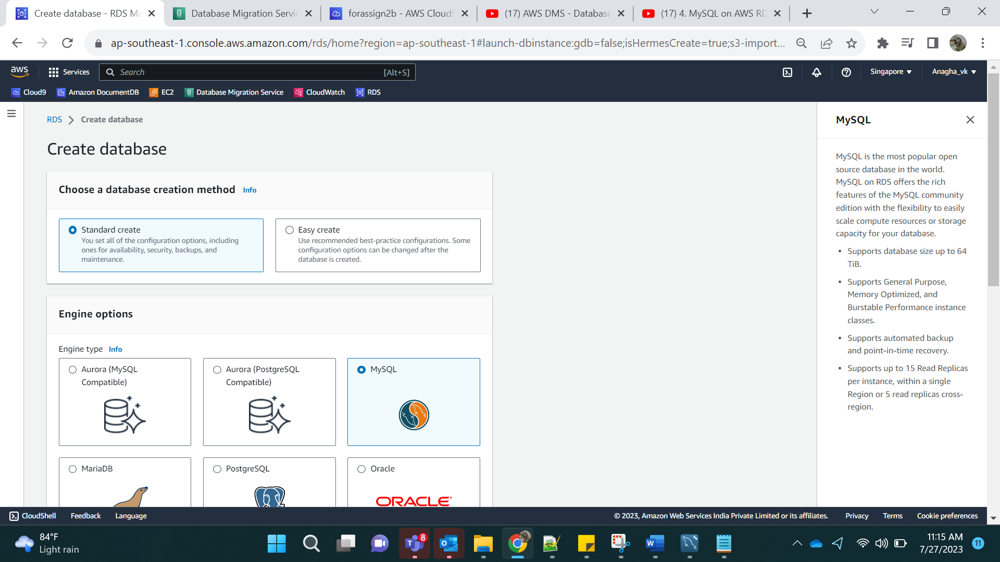 Create database - RDS Ma
Database Migration Servic
forassign2b - AWS Cloud9
(17) AWS DMS - Database
(17) 4. MySQL on AWS RD
ap-southeast-1.console.aws.amazon.com/rds/home?region=ap-southeast-1#launch-dbinstance:gdb=false;isHermesCreate=true;s3-import...
aws
Services
Search
[Alt+S]
Singapore
Anagha_vk
Cloud9
Amazon DocumentDB
EC2
Database Migration Service
CloudWatch
RDS
RDS
Create database
Create database
Choose a database creation method Info
Standard create
You set all of the configuration options, including
ones for availability, security, backups, and
maintenance.
Easy create
Use recommended best-practice configurations. Some
configuration options can be changed after the
database is created.
Engine options
Engine type Info
Aurora (MySQL
Compatible)
Aurora (PostgreSQL
Compatible)
MySQL
MariaDB
PostgreSQL
Oracle
ORACLE
MySQL
MySQL is the most popular open
source database in the world.
MySQL on RDS offers the rich
features of the MySQL community
edition with the flexibility to easily
scale compute resources or storage
capacity for your database.
• Supports database size up to 64
TiB.
• Supports General Purpose,
Memory Optimized, and
Burstable Performance instance
classes.
• Supports automated backup
and point-in-time recovery.
• Supports up to 15 Read Replicas
per instance, within a single
Region or 5 read replicas cross-
region.
CloudShell
Feedback
Language
© 2023, Amazon Web Services India Private Limited or its affiliates.
Privacy
Terms
Cookie preferences
84°F
Light rain
T
8
O
W
11:15 AM
7/27/2023
11